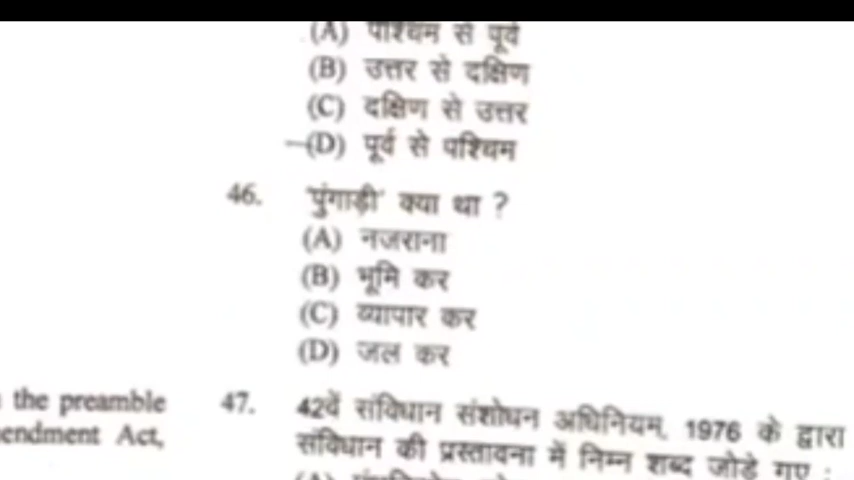 (A) पश्चिम से पूर्व
(B) उत्तर से दक्षिण
(C) दक्षिण से उत्तर
(D) पूर्व से पश्चिम
46. 'पुंगाड़ी' क्या था ?
(A) नजराना
(B) भूमि कर
(C) व्यापार कर
(D) जल कर
the preamble
endment Act,
47. 42वें संविधान संशोधन अधिनियम, 1976 के द्वारा
संविधान की प्रस्तावना में निम्न शब्द जोड़े गए :
(A)